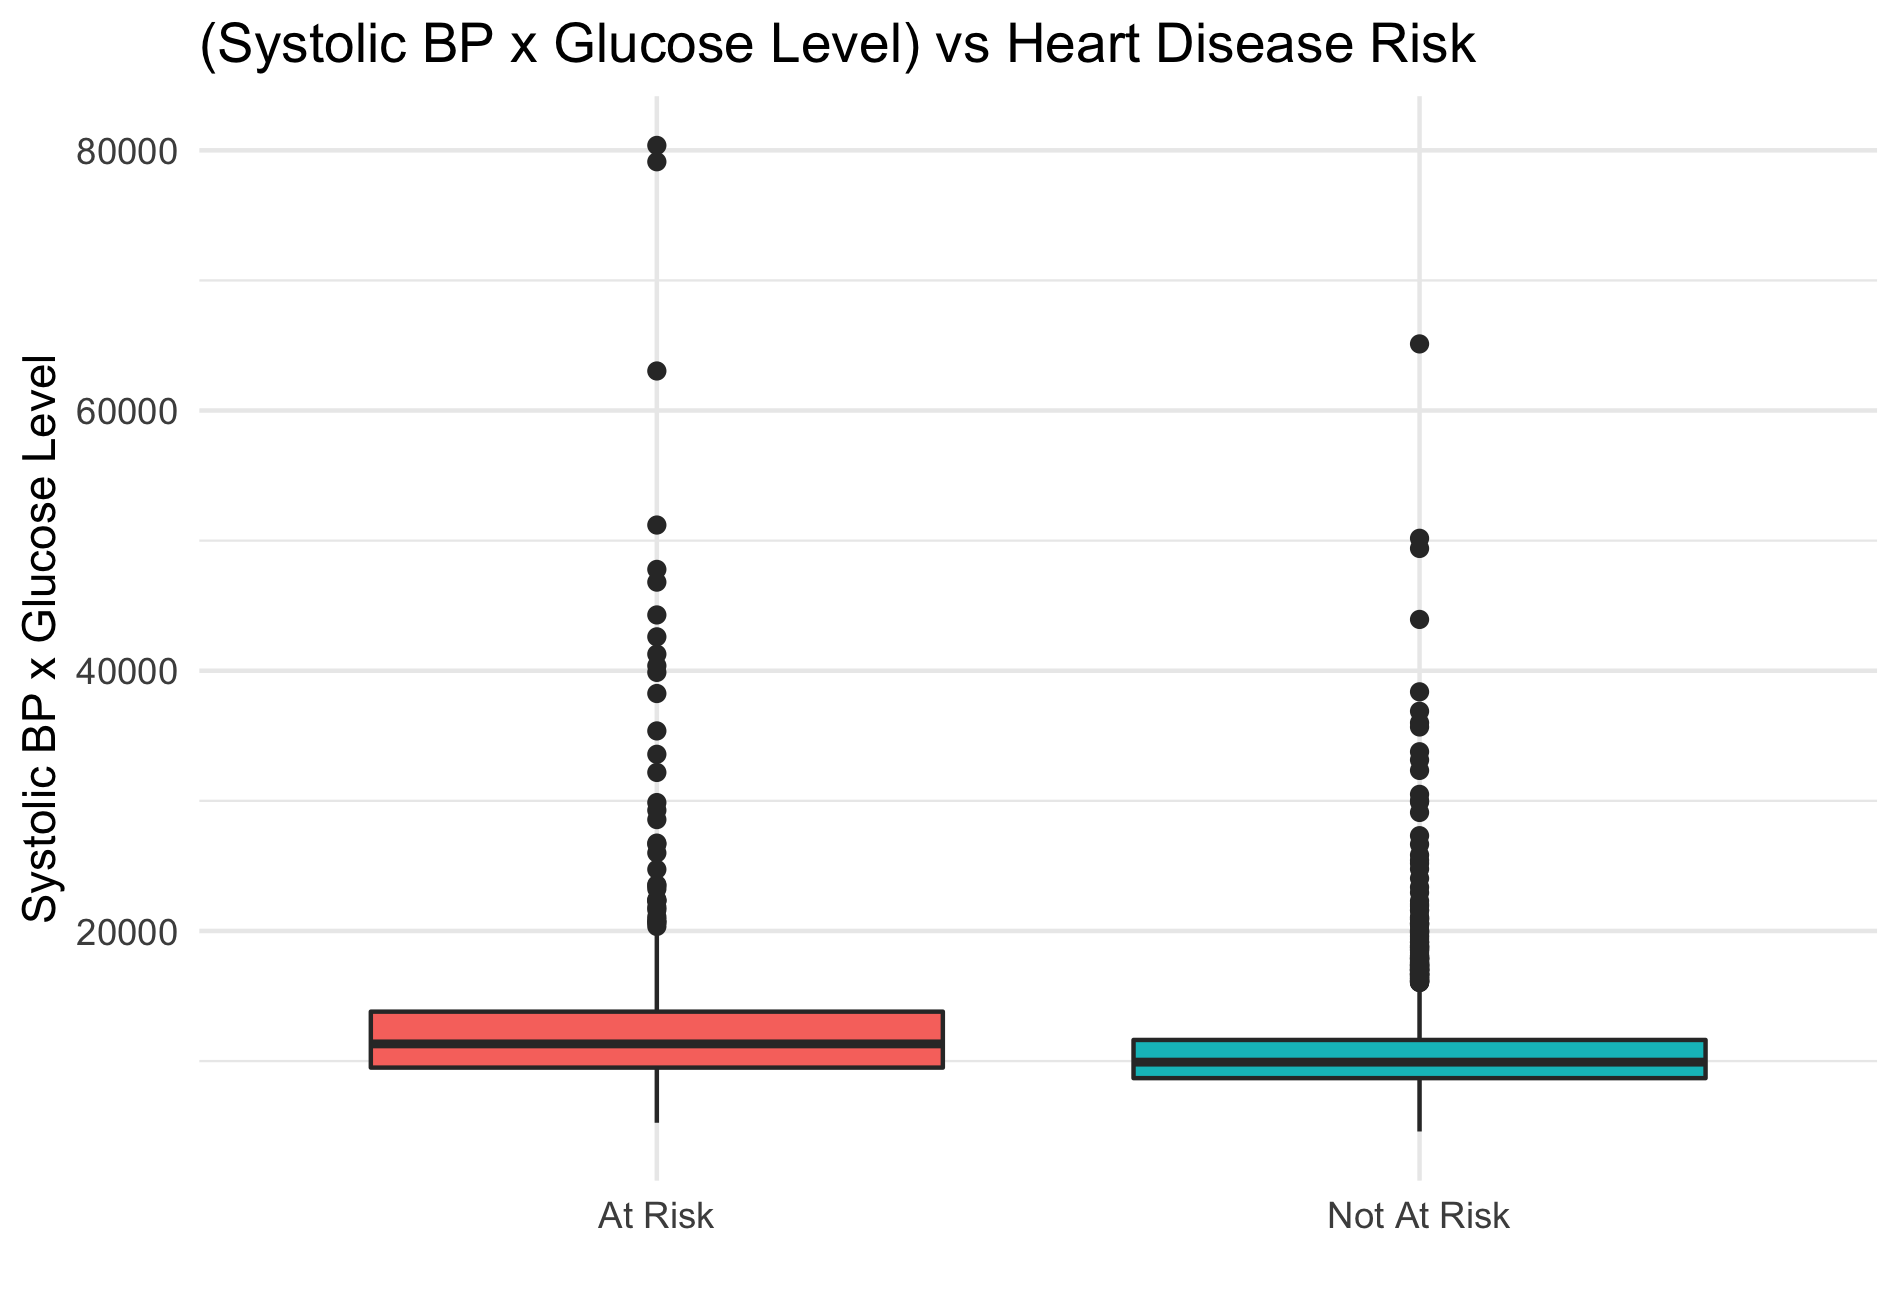 (Systolic BP x Glucose Level) vs Heart Disease Risk
Systolic BP x Glucose Level
80000
60000
40000
20000
At Risk
Not At Risk